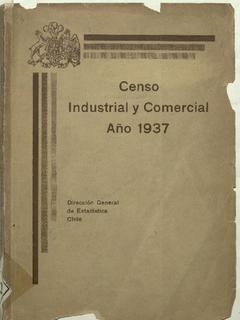 Censo
Industrial y Comercial
Año 1937
Dirección General
de Estadística
Chile